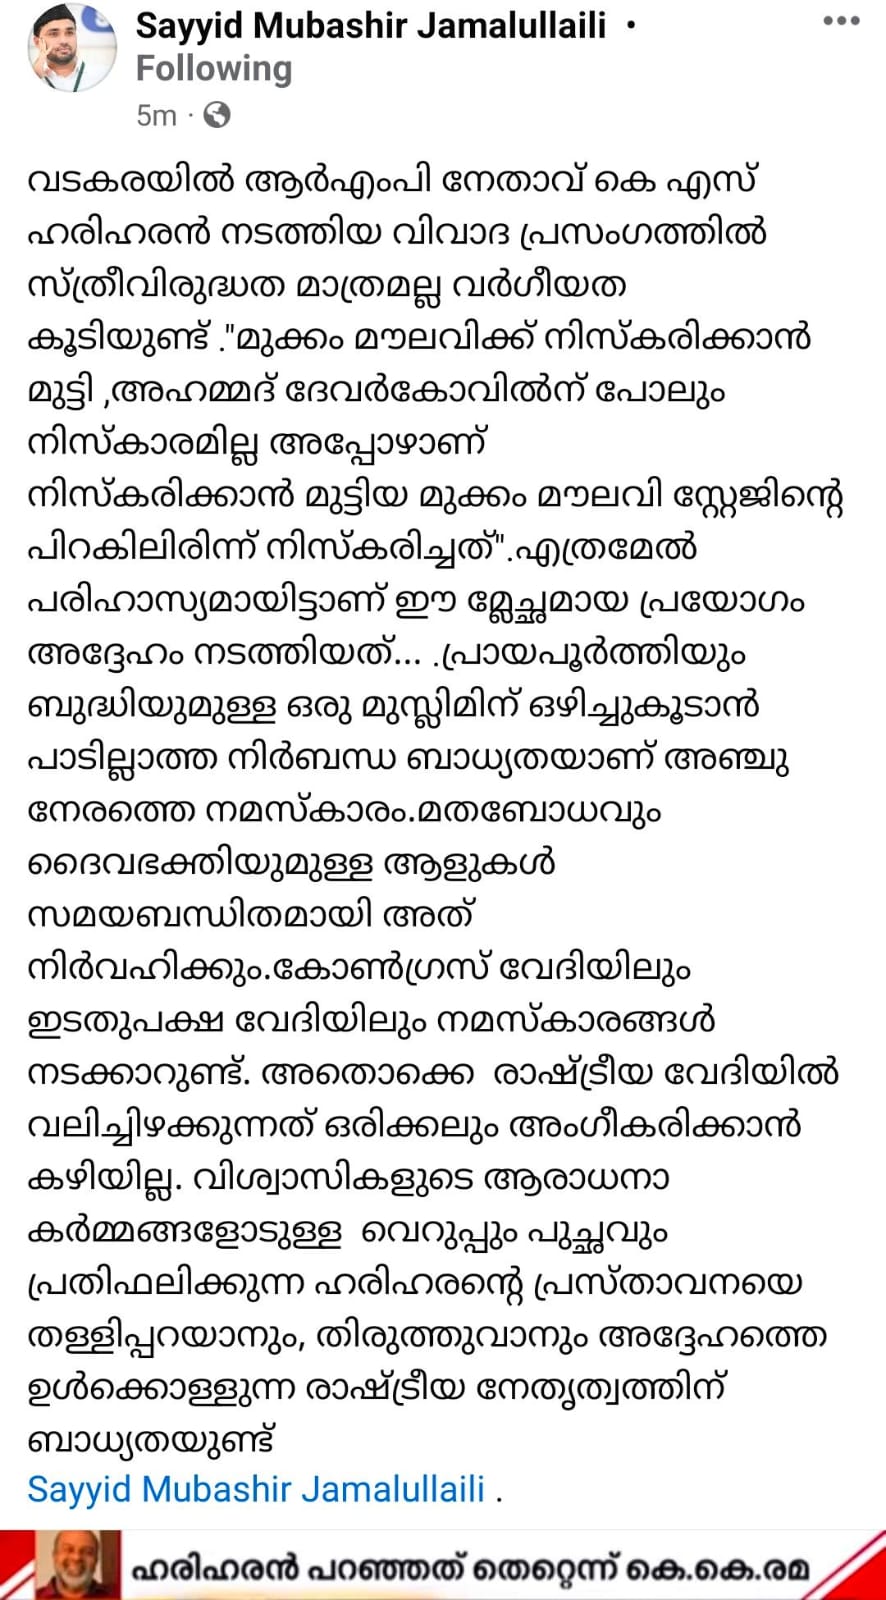 Sayyid Mubashir Jamalullaili •
Following
5m ·
വടകരയിൽ ആർഎംപി നേതാവ് കെ എസ്
ഹരിഹരൻ നടത്തിയ വിവാദ പ്രസംഗത്തിൽ
സ്ത്രീവിരുദ്ധത മാത്രമല്ല വർഗീയത
കൂടിയുണ്ട് ."മുക്കം മൗലവിക്ക് നിസ്കരിക്കാൻ
മുട്ടി ,അഹമ്മദ് ദേവർകോവിൽന് പോലും
നിസ്കാരമില്ല അപ്പോഴാണ്
നിസ്കരിക്കാൻ മുട്ടിയ മുക്കം മൗലവി സ്റ്റേജിന്റെ
പിറകിലിരിന്ന് നിസ്കരിച്ചത്".എത്രമേൽ
പരിഹാസ്യമായിട്ടാണ് ഈ മ്ലേച്ഛമായ പ്രയോഗം
അദ്ദേഹം നടത്തിയത്... .പ്രായപൂർത്തിയും
ബുദ്ധിയുമുള്ള ഒരു മുസ്ലിമിന് ഒഴിച്ചുകൂടാൻ
പാടില്ലാത്ത നിർബന്ധ ബാധ്യതയാണ് അഞ്ചു
നേരത്തെ നമസ്കാരം.മതബോധവും
ദൈവഭക്തിയുമുള്ള ആളുകൾ
സമയബന്ധിതമായി അത്
നിർവഹിക്കും.കോൺഗ്രസ് വേദിയിലും
ഇടതുപക്ഷ വേദിയിലും നമസ്കാരങ്ങൾ
നടക്കാറുണ്ട്. അതൊക്കെ രാഷ്ട്രീയ വേദിയിൽ
വലിച്ചിഴക്കുന്നത് ഒരിക്കലും അംഗീകരിക്കാൻ
കഴിയില്ല. വിശ്വാസികളുടെ ആരാധനാ
കർമ്മങ്ങളോടുള്ള വെറുപ്പും പുച്ഛവും
പ്രതിഫലിക്കുന്ന ഹരിഹരന്റെ പ്രസ്താവനയെ
തള്ളിപ്പറയാനും, തിരുത്തുവാനും അദ്ദേഹത്തെ
ഉൾക്കൊള്ളുന്ന രാഷ്ട്രീയ നേതൃത്വത്തിന്
ബാധ്യതയുണ്ട്
Sayyid Mubashir Jamalullaili .
ഹരിഹരൻ പറഞ്ഞത് തെറ്റെന്ന് കെ.കെ.രമ